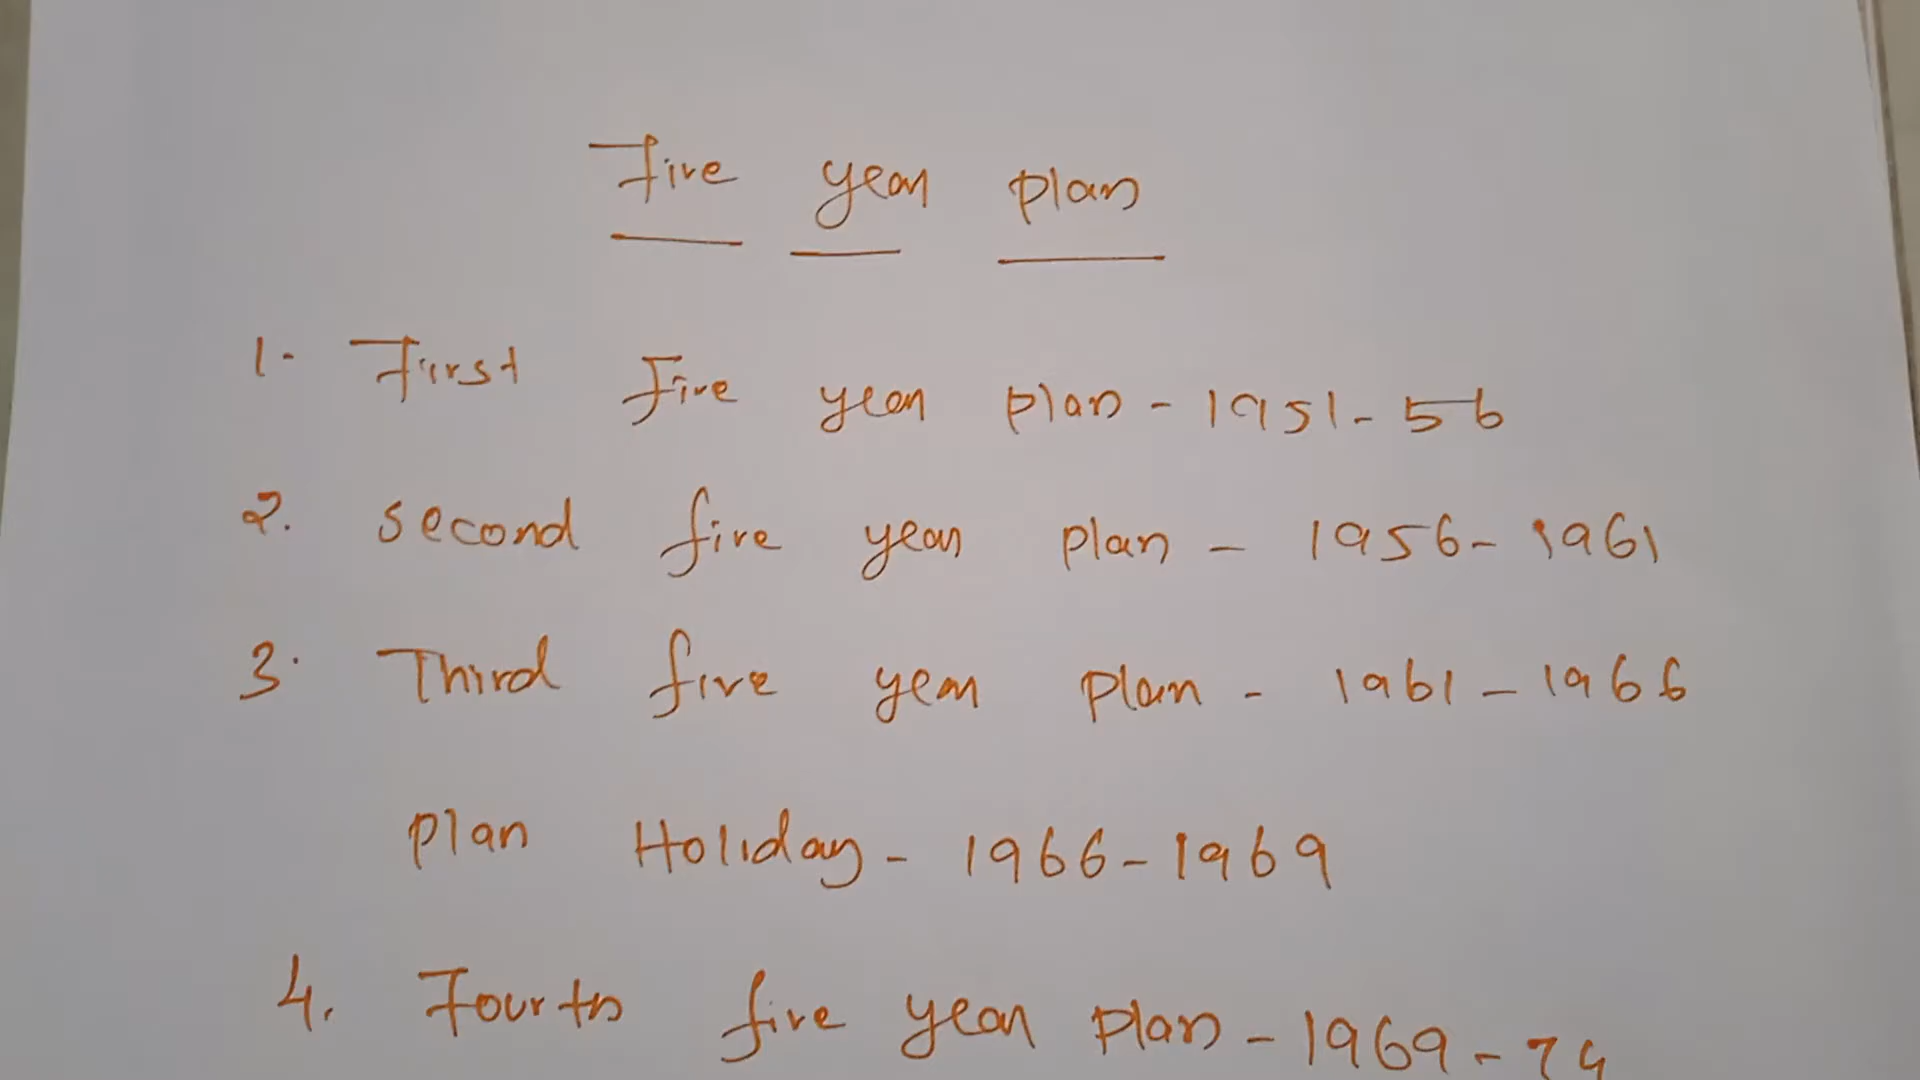 Five year plan
1. First Five year plan - 1951-56
2. second five year plan - 1956-1961
3. Third five year plan - 1961-1966
plan Holiday - 1966-1969
4. Fourth five year plan - 1969-74